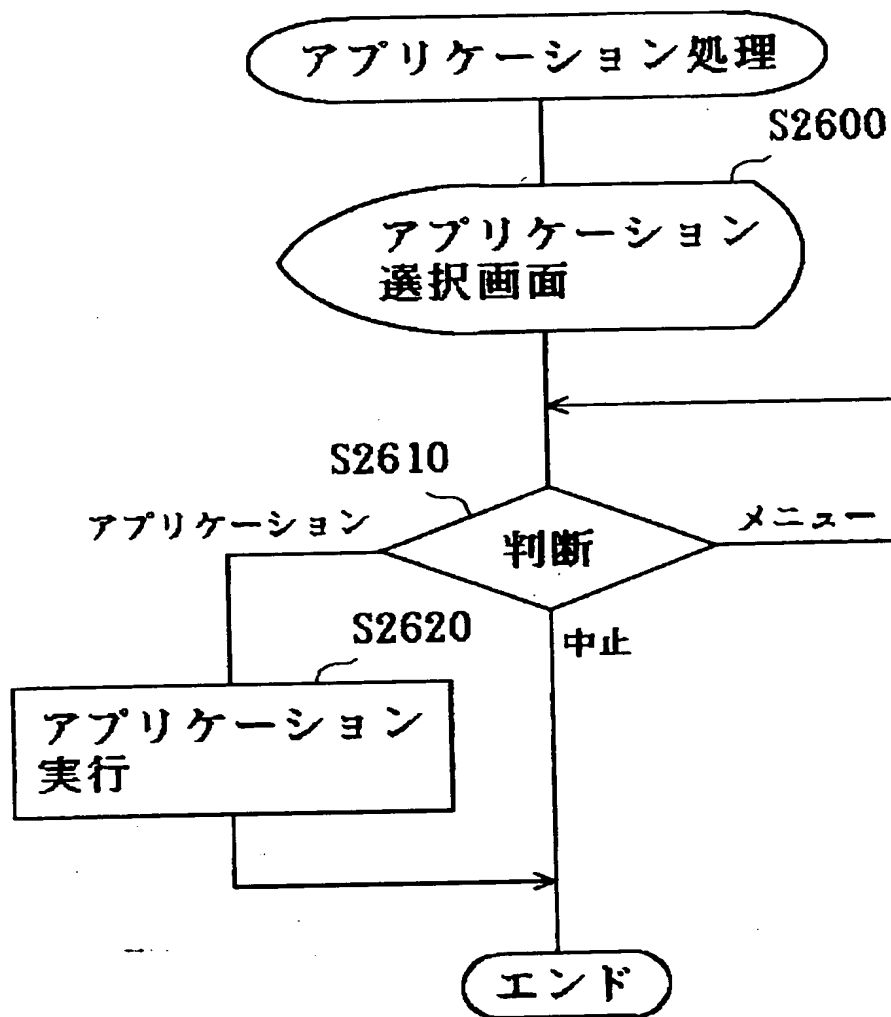 アプリケーション処理
S2600
アプリケーション
選択画面
S2610
アプリケーション
判断
メニュー
S2620
中止
アプリケーション
実行
エンド